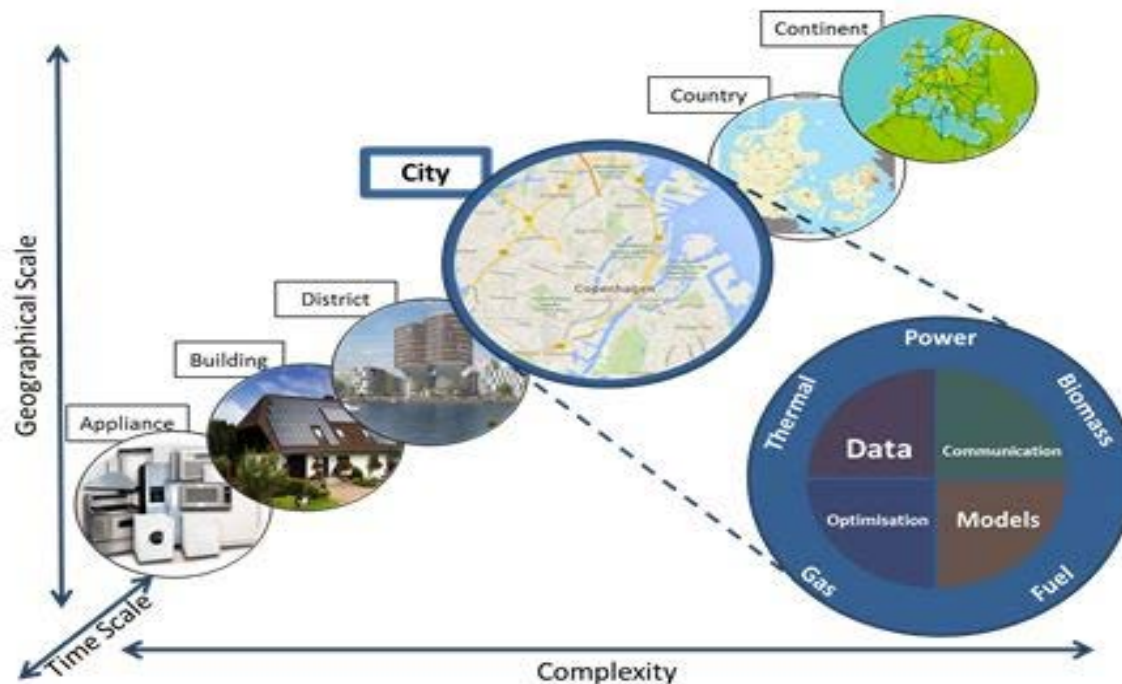 Continent
Country
City
District
Building
Appliance
Geographical Scale
Time Scale
Complexity
Copenhagen
Power
Thermal
Biomass
Data
Communication
Optimisation
Models
Gas
Fuel